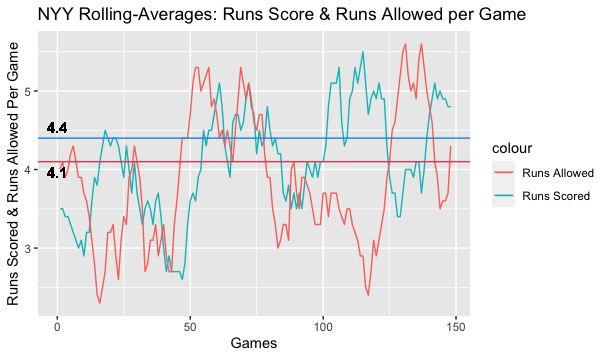 NYY Rolling-Averages: Runs Score & Runs Allowed per Game
Runs Scored & Runs Allowed Per Game
5
4
3
4.4
4.1
0
50
100
150
Games
colour
Runs Allowed
Runs Scored